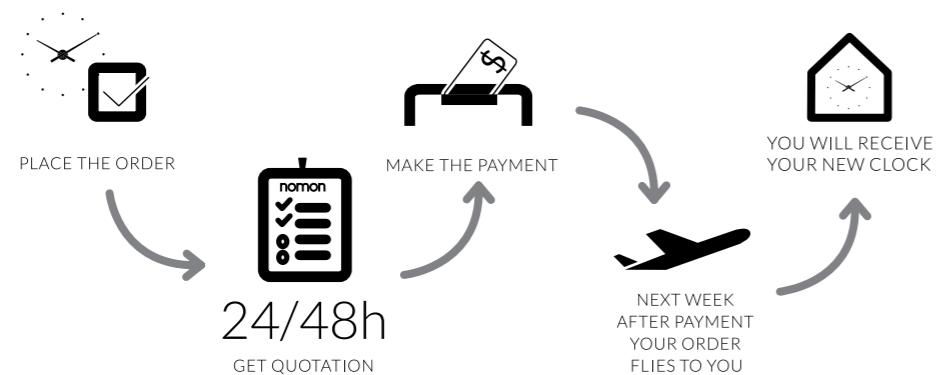 PLACE THE ORDER
nomon
24/48h
GET QUOTATION
$
MAKE THE PAYMENT
NEXT WEEK
AFTER PAYMENT
YOUR ORDER
FLIES TO YOU
YOU WILL RECEIVE
YOUR NEW CLOCK